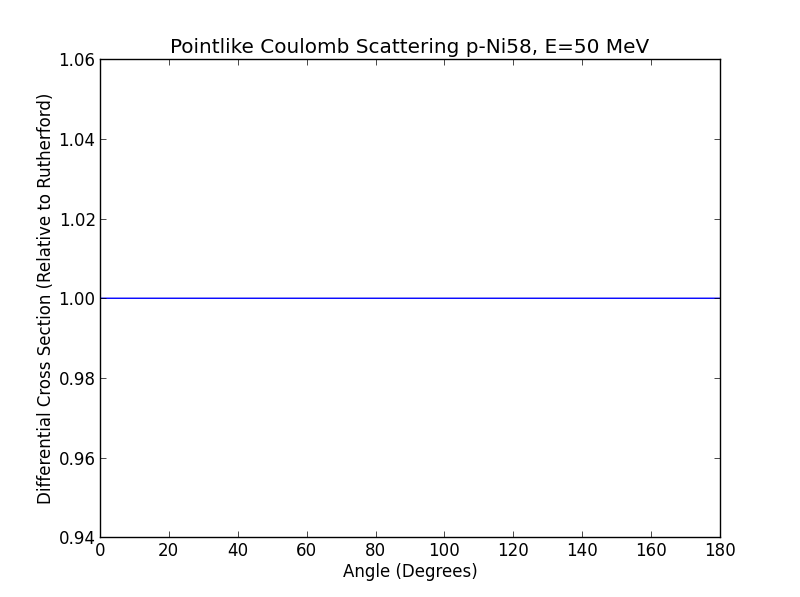 Pointlike Coulomb Scattering p-Ni58, E=50 MeV
Differential Cross Section (Relative to Rutherford)
1.06
1.04
1.02
1.00
0.98
0.96
0.94
0 20 40 60 80 100 120 140 160 180
Angle (Degrees)